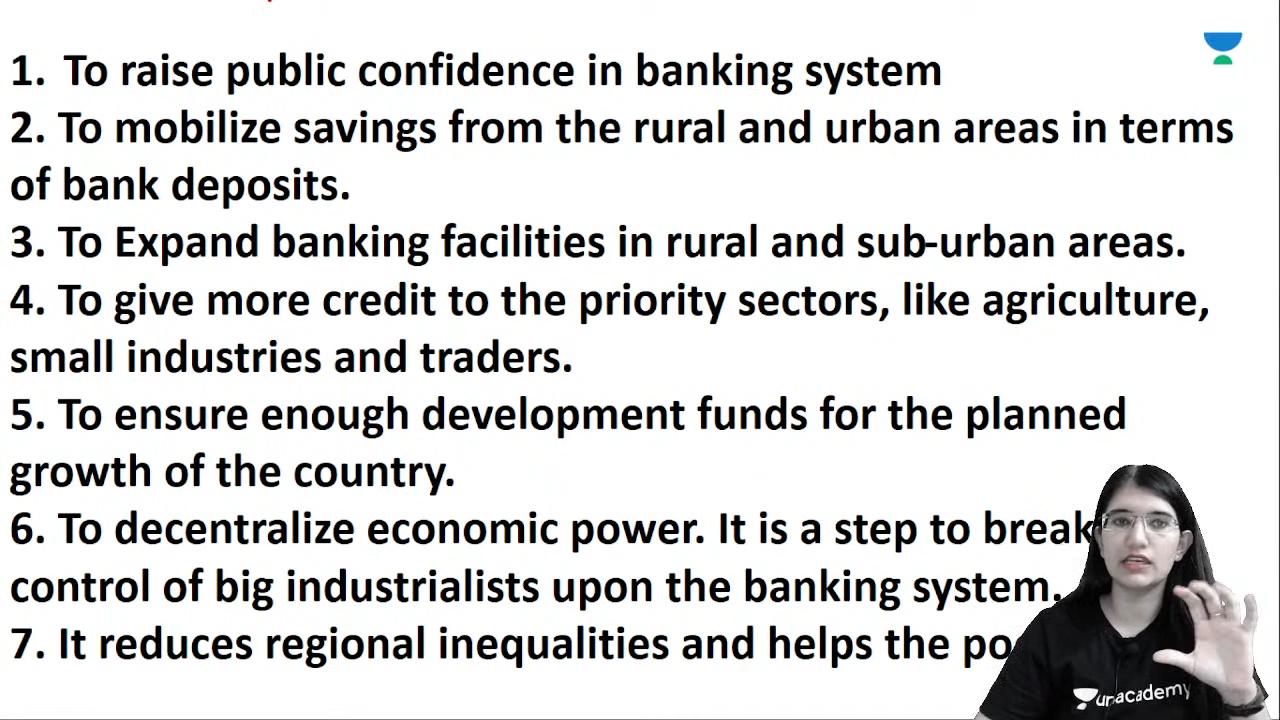 1. To raise public confidence in banking system
2. To mobilize savings from the rural and urban areas in terms
of bank deposits.
3. To Expand banking facilities in rural and sub-urban areas.
4. To give more credit to the priority sectors, like agriculture,
small industries and traders.
5. To ensure enough development funds for the planned
growth of the country.
6. To decentralize economic power. It is a step to break
control of big industrialists upon the banking system.
7. It reduces regional inequalities and helps the
unacademy